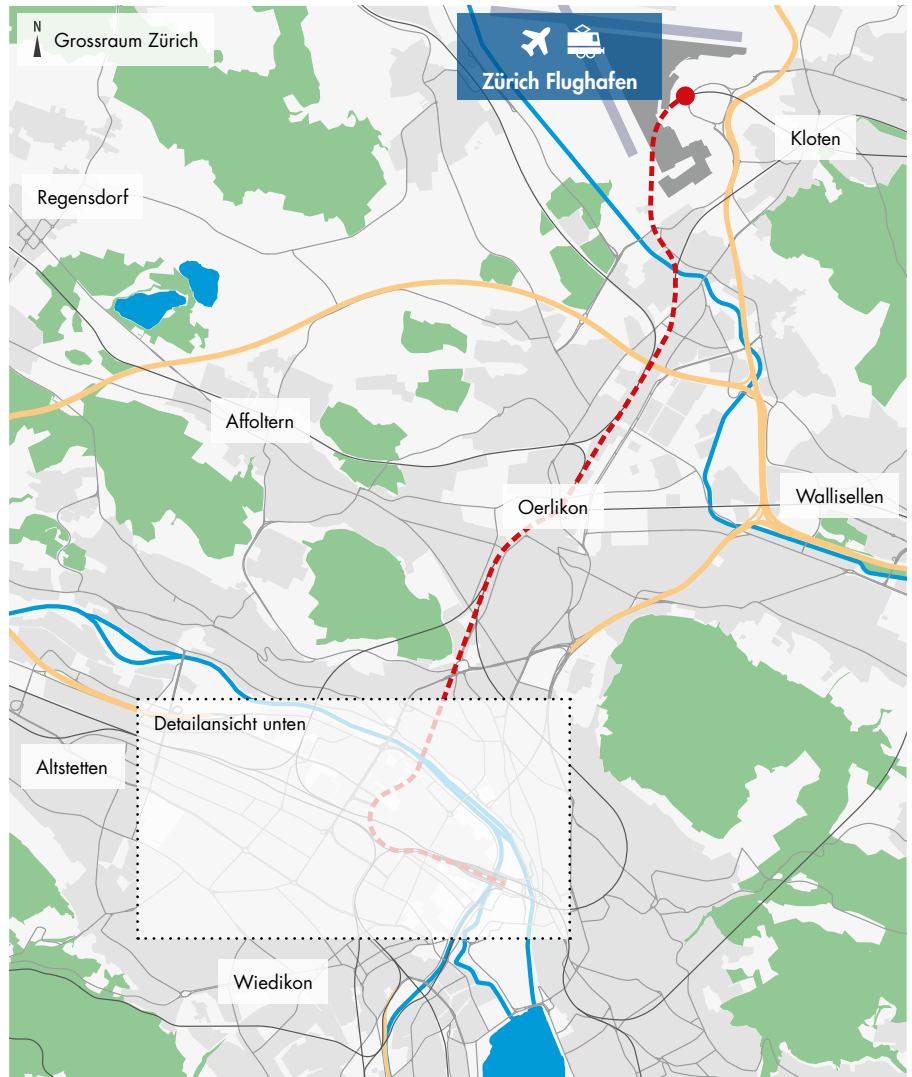 N
Grossraum Zürich
Zürich Flughafen
Kloten
Regensdorf
Affoltern
Wallisellen
Oerlikon
Detailansicht unten
Altstetten
Wiedikon